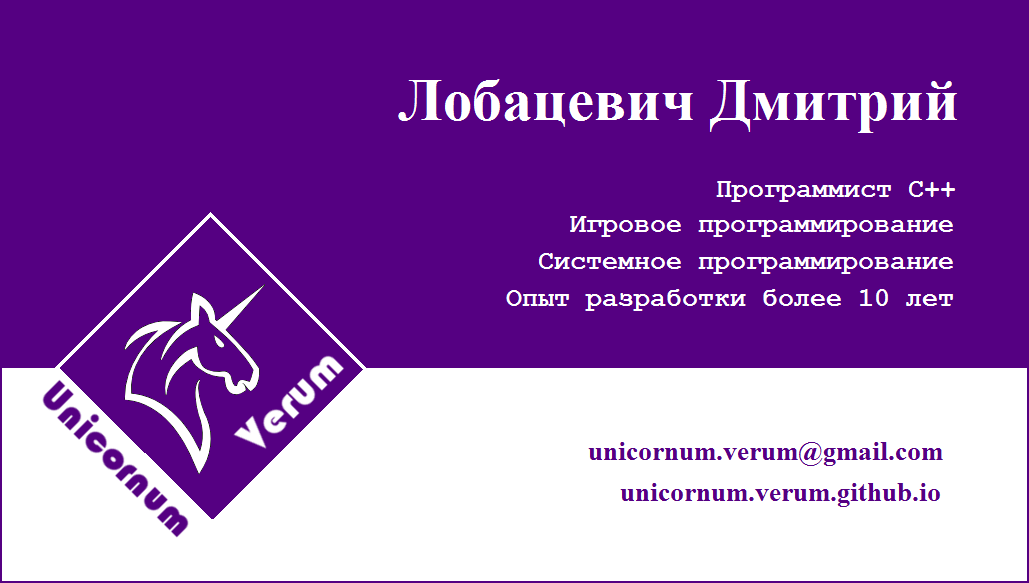 Лобацевич Дмитрий
Программист C++
Игровое программирование
Системное программирование
Опыт разработки более 10 лет
Unicornum
Verum
unicornum.verum@gmail.com
unicornum.verum.github.io